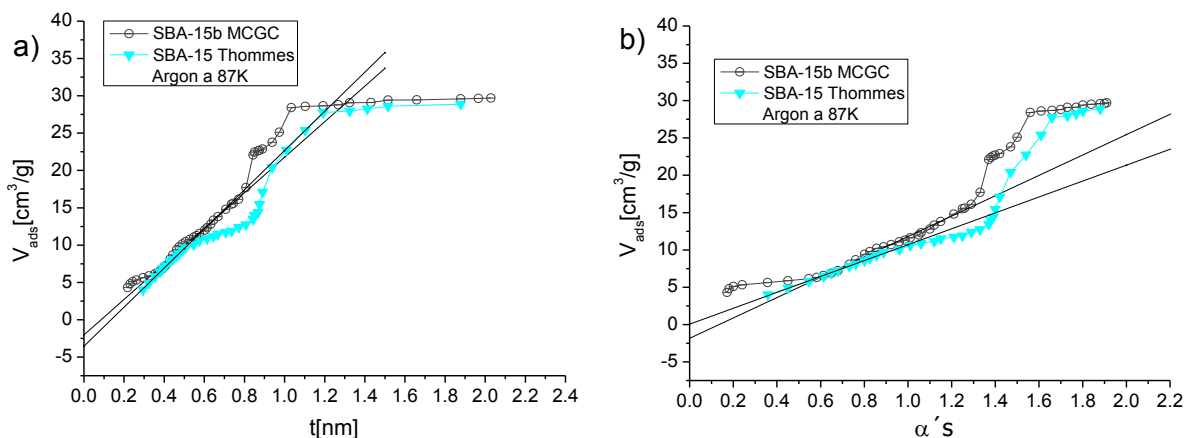 a)
SBA-15b MCGC
SBA-15 Thommes
Argon a 87K
40
35
30
25
20
15
10
5
0
-5
V_ads[cm³/g]
0.0 0.2 0.4 0.6 0.8 1.0 1.2 1.4 1.6 1.8 2.0 2.2 2.4
t[nm]
b)
SBA-15b MCGC
SBA-15 Thommes
Argon a 87K
40
35
30
25
20
15
10
5
0
-5
V_ads[cm³/g]
0.0 0.2 0.4 0.6 0.8 1.0 1.2 1.4 1.6 1.8 2.0 2.2
α´s